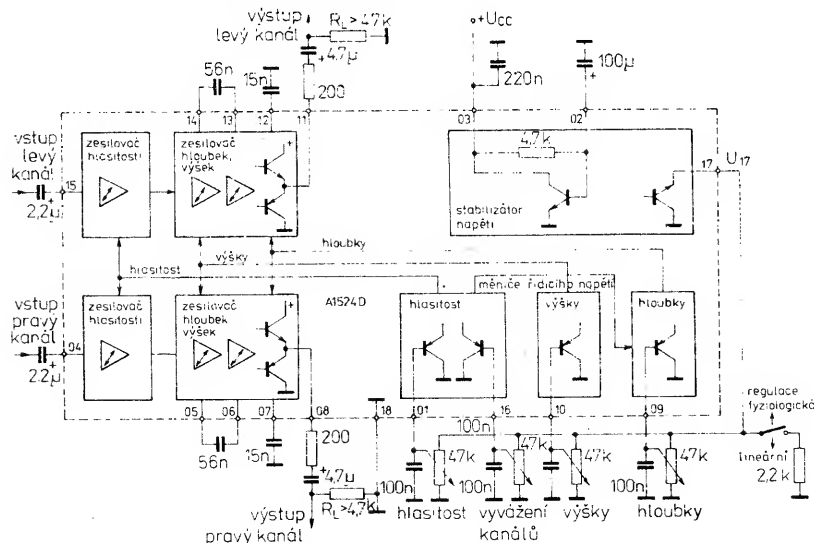 výstup
levý kanál
R_L > 47k
+4,7µ
200
56n
15n
14
13
12
11
+Ucc
220n
100µ
+
03
02
vstup
levý
kanál
15
2,2µ
+
zesilovač
hlasitosti
zesilovač
hloubek,
výšek
+
4,7k
stabilizátor
napětí
17
U17
hlasitost
výšky
hloubky
vstup
pravý
kanál
04
2,2µ
+
zesilovač
hlasitosti
zesilovač
hloubek
výšek
+
A1524D
měniče řídicího napětí
hlasitost
výšky
hloubky
05
06
07
08
18
01
16
10
09
56n
15n
200
+4,7µ
R_L>4,7k
výstup
pravý kanál
100n
100n
47k
100n
47k
100n
47k
100n
47k
hlasitost
vyvážení
kanálů
výšky
hloubky
regulace
fyziologická
lineární
2,2k